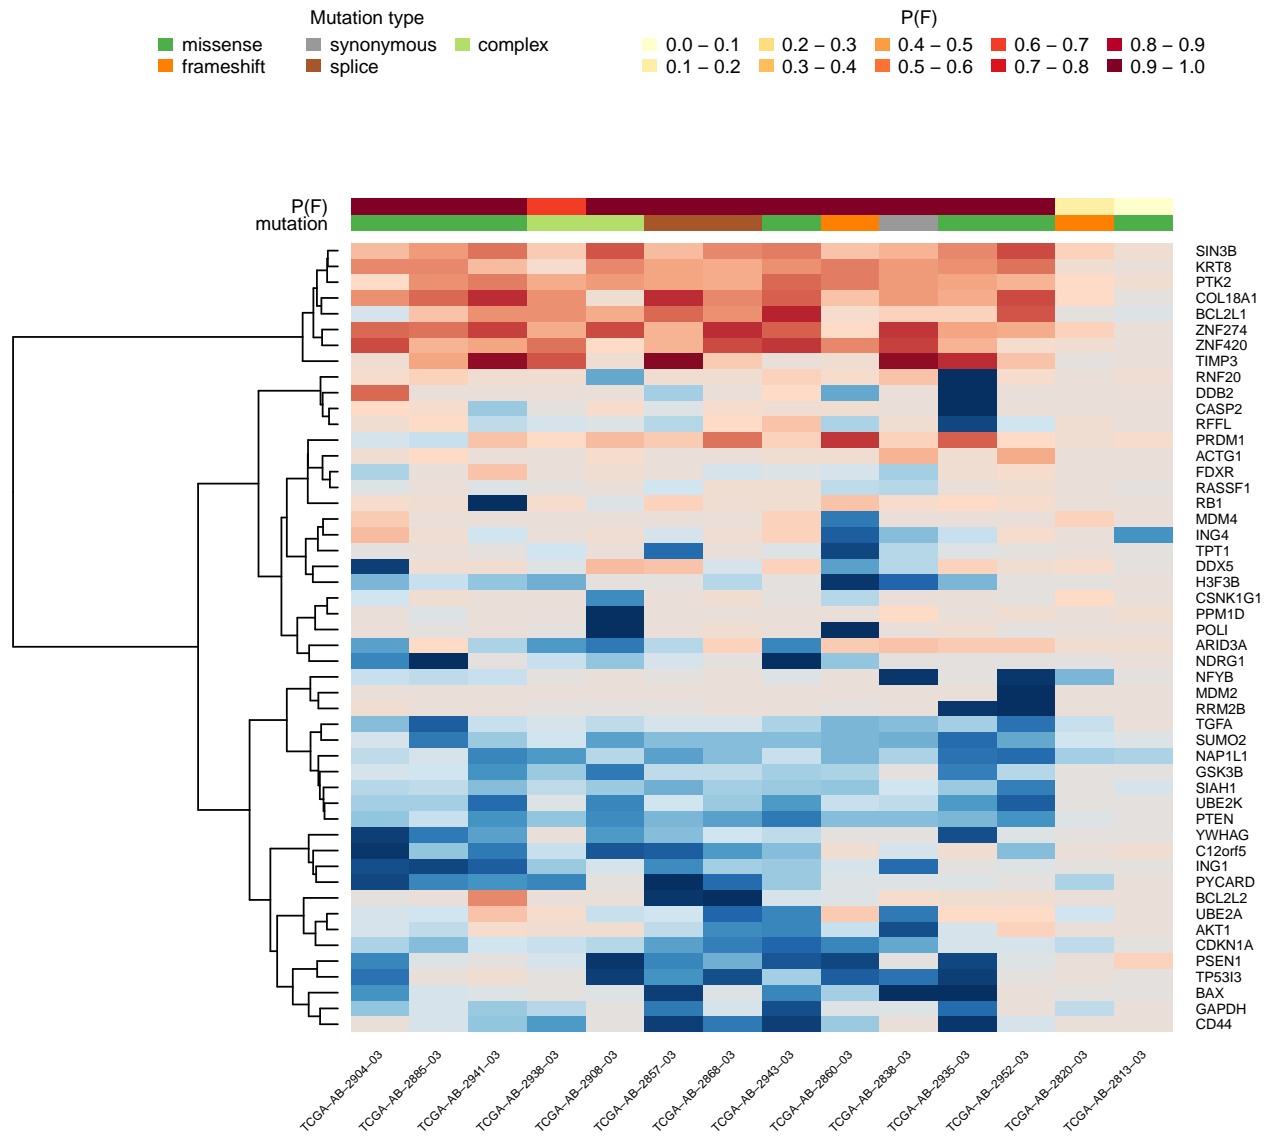 Mutation type P(F)
missense synonymous complex 0.0 – 0.1 0.2 – 0.3 0.4 – 0.5 0.6 – 0.7 0.8 – 0.9
frameshift splice 0.1 – 0.2 0.3 – 0.4 0.5 – 0.6 0.7 – 0.8 0.9 – 1.0
P(F)
mutation
SIN3B
KRT8
PTK2
COL18A1
BCL2L1
ZNF274
ZNF420
TIMP3
RNF20
DDB2
CASP2
RFFL
PRDM1
ACTG1
FDXR
RASSF1
RB1
MDM4
ING4
TPT1
DDX5
H3F3B
CSNK1G1
PPM1D
POLI
ARID3A
NDRG1
NFYB
MDM2
RRM2B
TGFA
SUMO2
NAP1L1
GSK3B
SIAH1
UBE2K
PTEN
YWHAG
C12orf5
ING1
PYCARD
BCL2L2
UBE2A
AKT1
CDKN1A
PSEN1
TP53I3
BAX
GAPDH
CD44
TCGA–AB–2904–03
TCGA–AB–2885–03
TCGA–AB–2941–03
TCGA–AB–2938–03
TCGA–AB–2908–03
TCGA–AB–2857–03
TCGA–AB–2868–03
TCGA–AB–2943–03
TCGA–AB–2860–03
TCGA–AB–2838–03
TCGA–AB–2935–03
TCGA–AB–2952–03
TCGA–AB–2820–03
TCGA–AB–2813–03